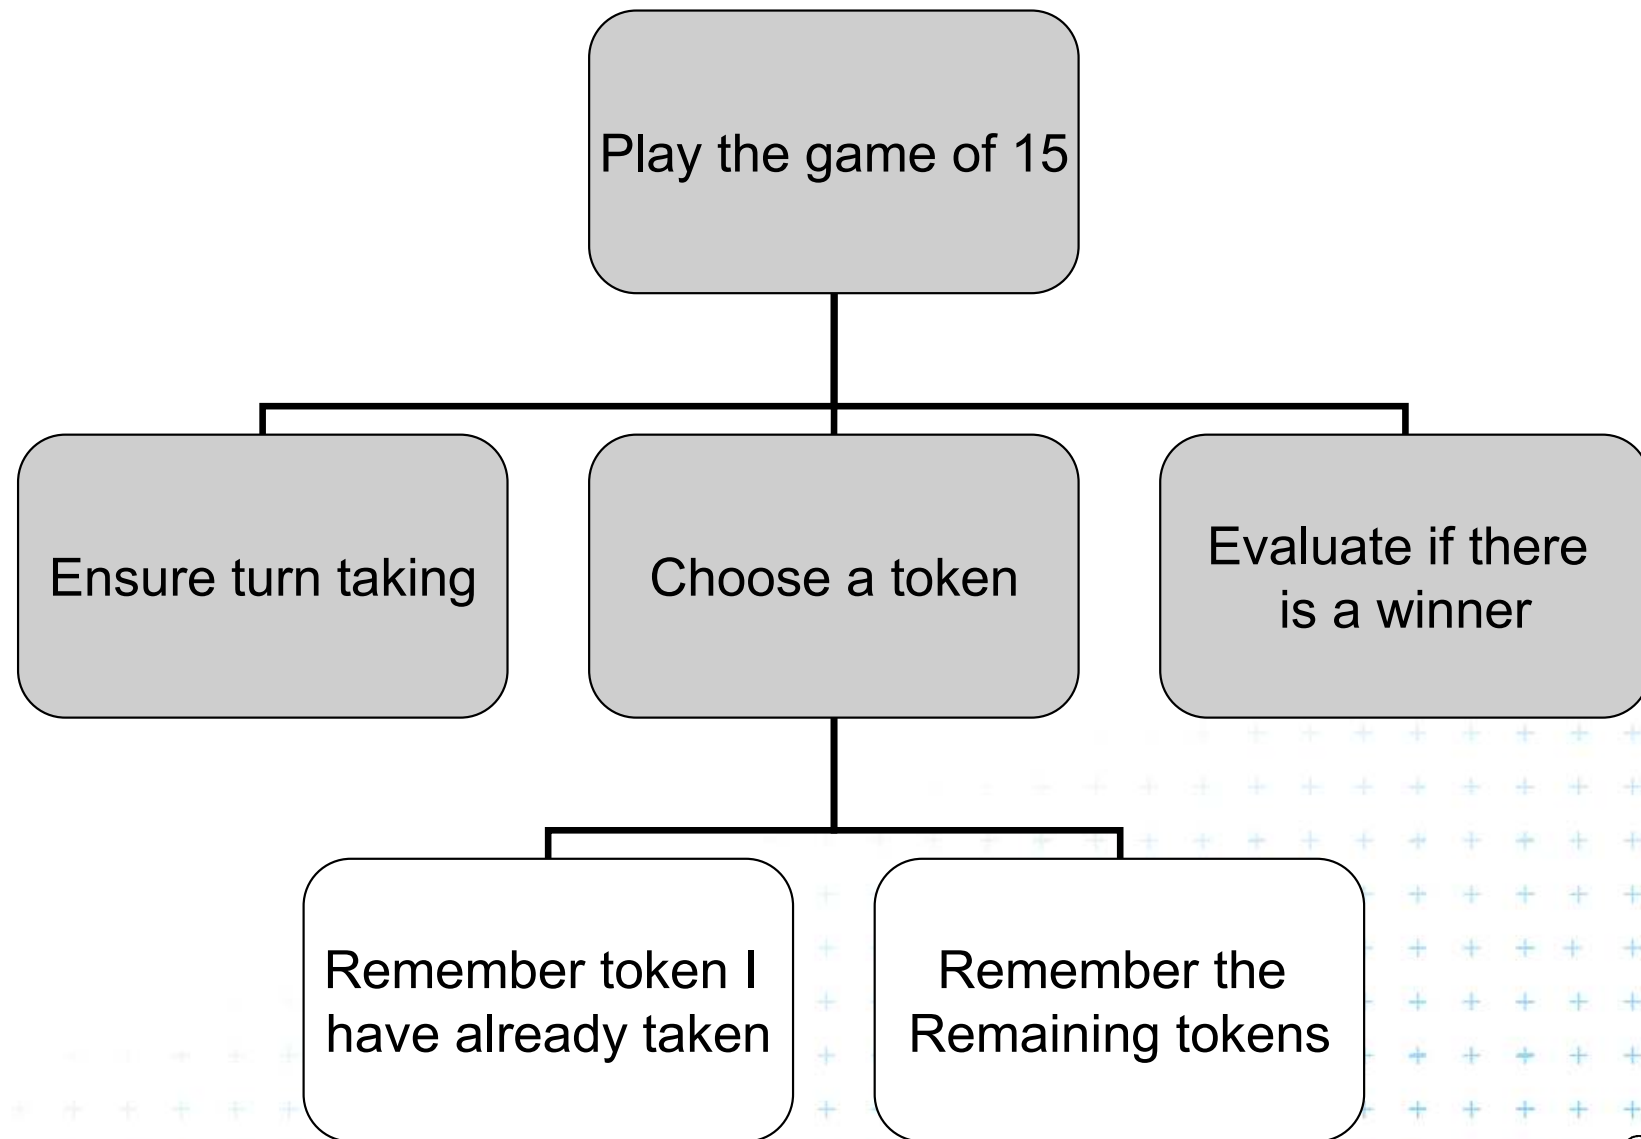 Play the game of 15
Ensure turn taking
Choose a token
Evaluate if there
is a winner
Remember token I
have already taken
Remember the
Remaining tokens